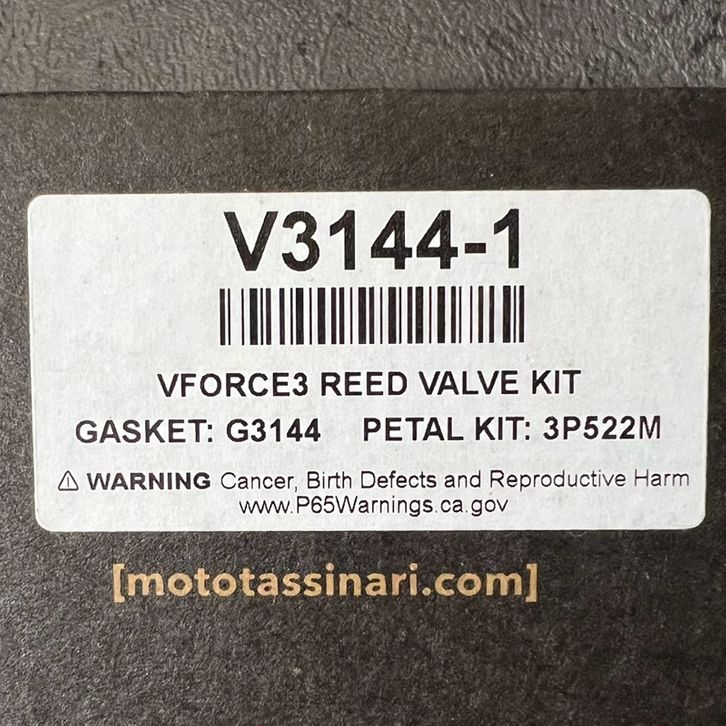 V3144-1
VFORCE3 REED VALVE KIT
GASKET: G3144 PETAL KIT: 3P522M
⚠ WARNING Cancer, Birth Defects and Reproductive Harm
www.P65Warnings.ca.gov
[mototassinari.com]